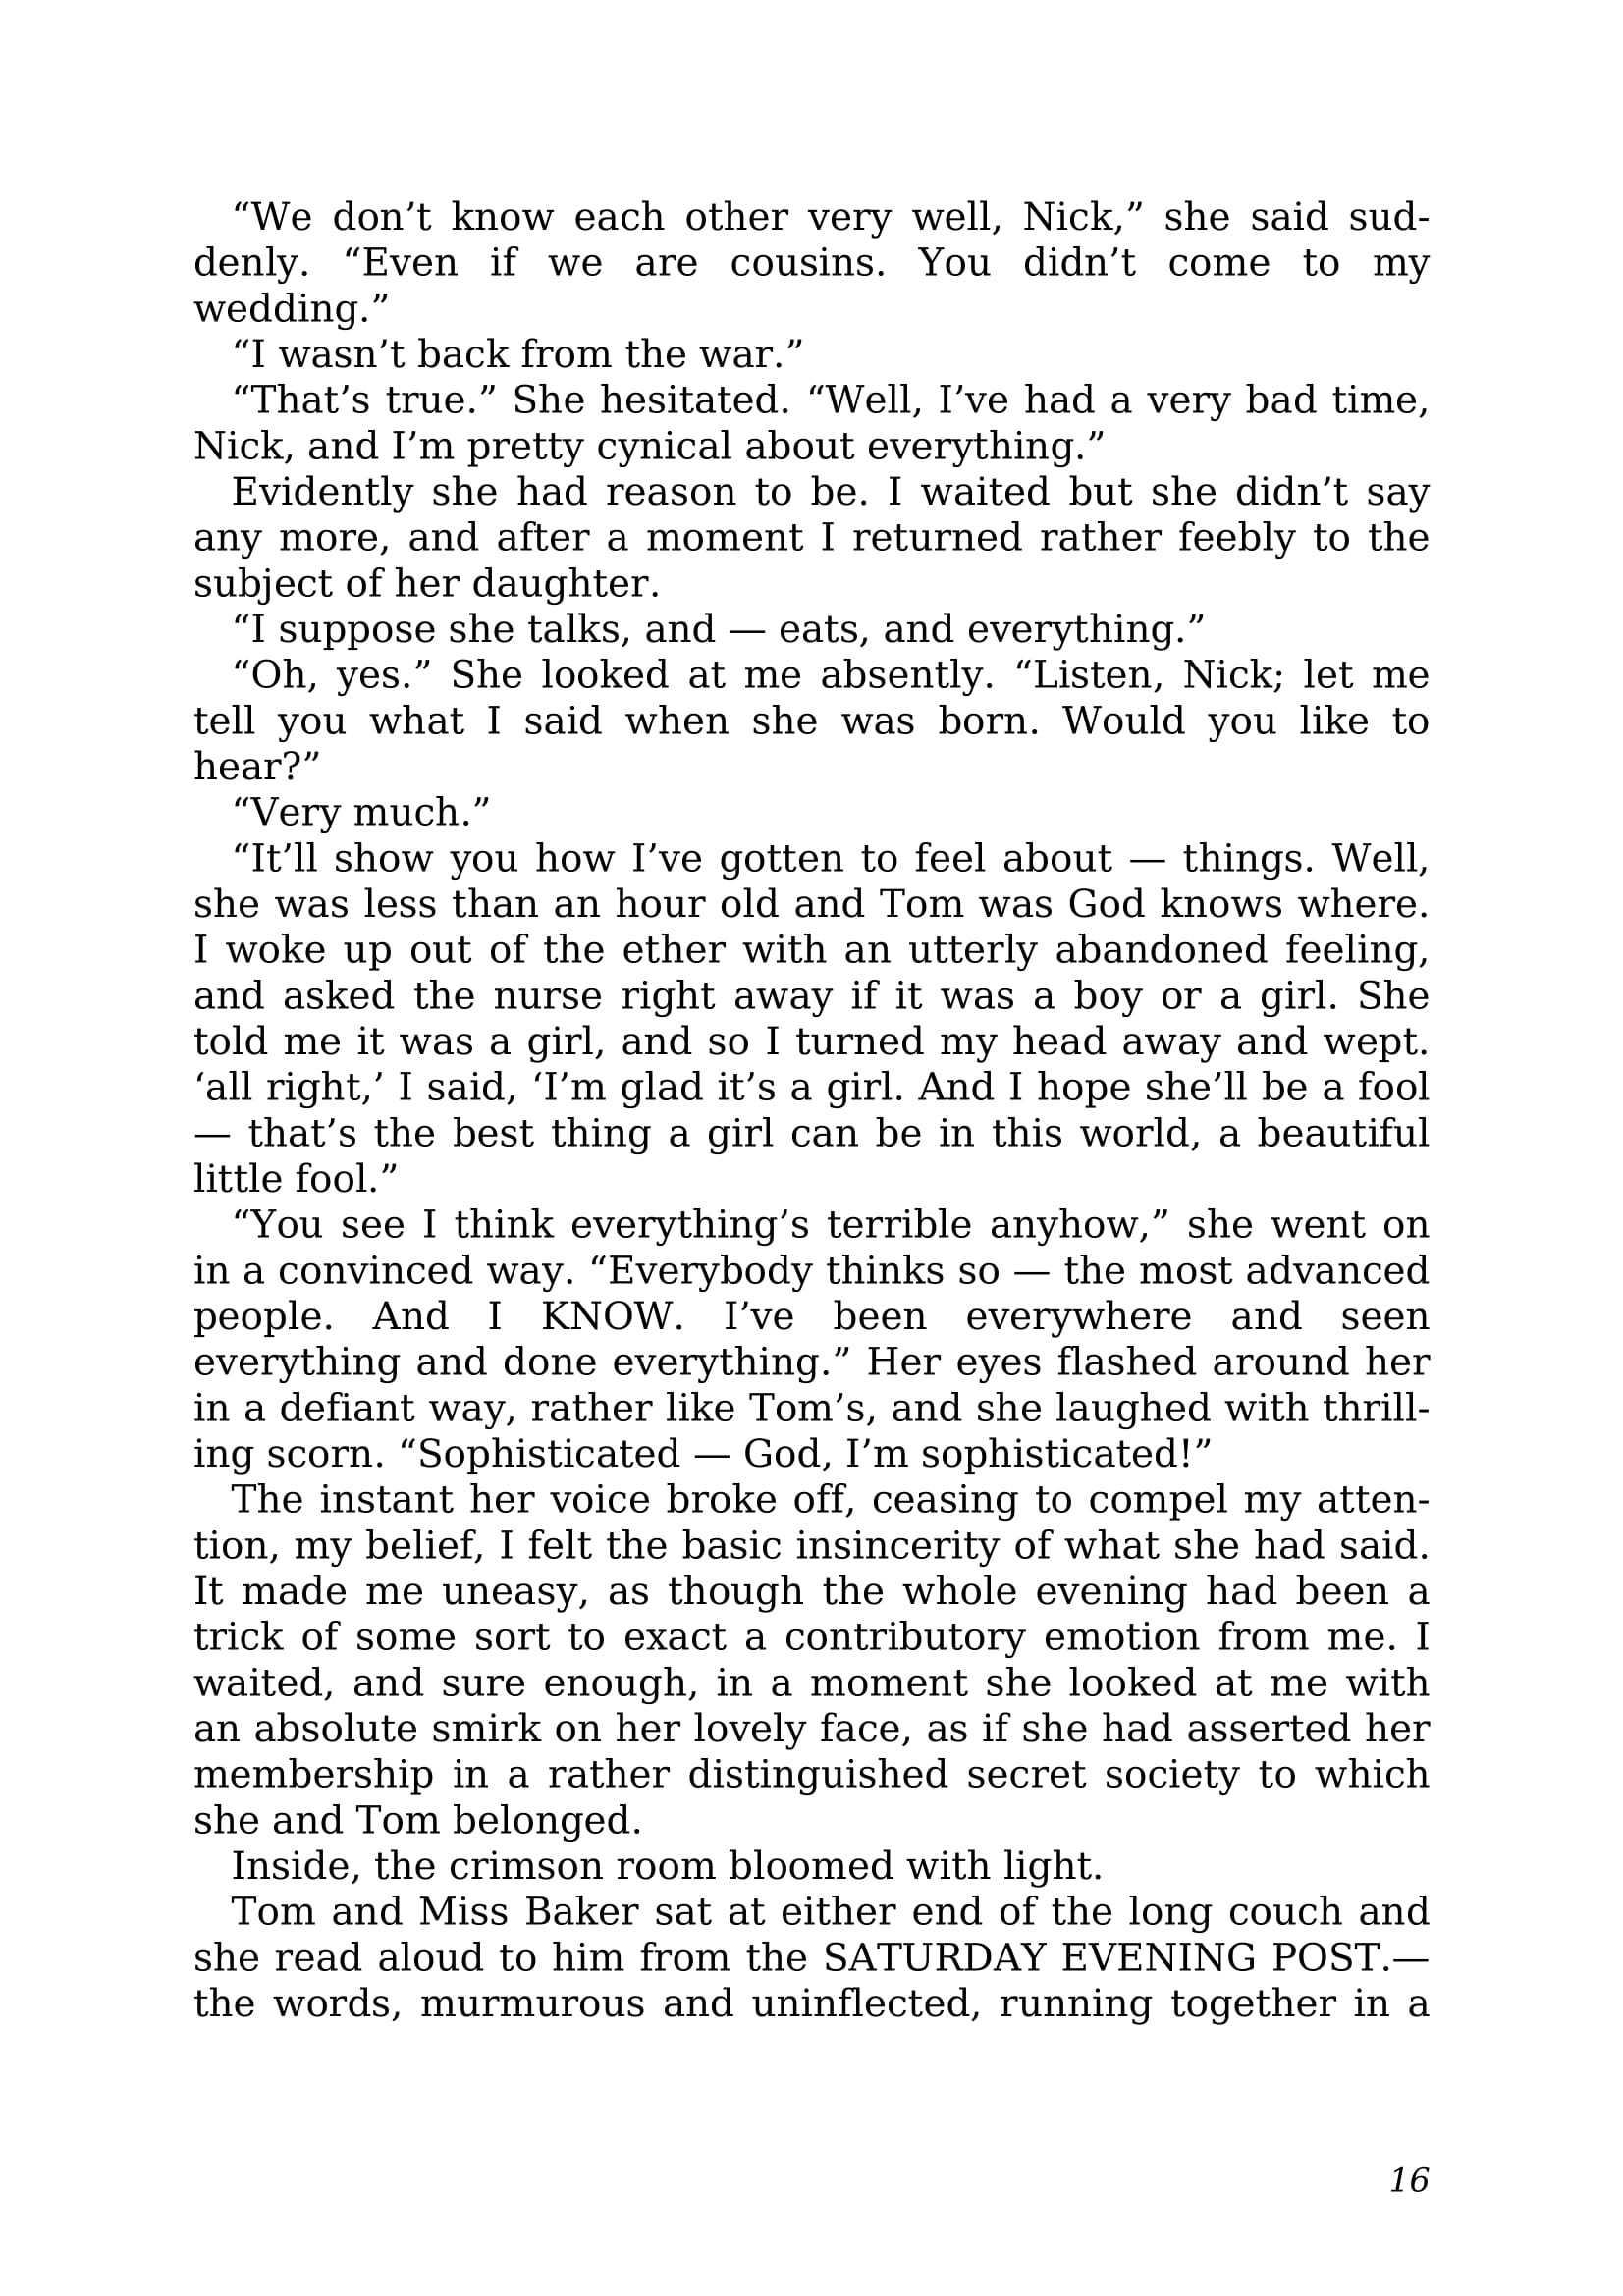 “We don’t know each other very well, Nick,” she said sud-
denly. “Even if we are cousins. You didn’t come to my
wedding.”
“I wasn’t back from the war.”
“That’s true.” She hesitated. “Well, I’ve had a very bad time,
Nick, and I’m pretty cynical about everything.”
Evidently she had reason to be. I waited but she didn’t say
any more, and after a moment I returned rather feebly to the
subject of her daughter.
“I suppose she talks, and — eats, and everything.”
“Oh, yes.” She looked at me absently. “Listen, Nick; let me
tell you what I said when she was born. Would you like to
hear?”
“Very much.”
“It’ll show you how I’ve gotten to feel about — things. Well,
she was less than an hour old and Tom was God knows where.
I woke up out of the ether with an utterly abandoned feeling,
and asked the nurse right away if it was a boy or a girl. She
told me it was a girl, and so I turned my head away and wept.
‘all right,’ I said, ‘I’m glad it’s a girl. And I hope she’ll be a fool
— that’s the best thing a girl can be in this world, a beautiful
little fool.”
“You see I think everything’s terrible anyhow,” she went on
in a convinced way. “Everybody thinks so — the most advanced
people. And I KNOW. I’ve been everywhere and seen
everything and done everything.” Her eyes flashed around her
in a defiant way, rather like Tom’s, and she laughed with thrill-
ing scorn. “Sophisticated — God, I’m sophisticated!”
The instant her voice broke off, ceasing to compel my atten-
tion, my belief, I felt the basic insincerity of what she had said.
It made me uneasy, as though the whole evening had been a
trick of some sort to exact a contributory emotion from me. I
waited, and sure enough, in a moment she looked at me with
an absolute smirk on her lovely face, as if she had asserted her
membership in a rather distinguished secret society to which
she and Tom belonged.
Inside, the crimson room bloomed with light.
Tom and Miss Baker sat at either end of the long couch and
she read aloud to him from the SATURDAY EVENING POST.—
the words, murmurous and uninflected, running together in a
16